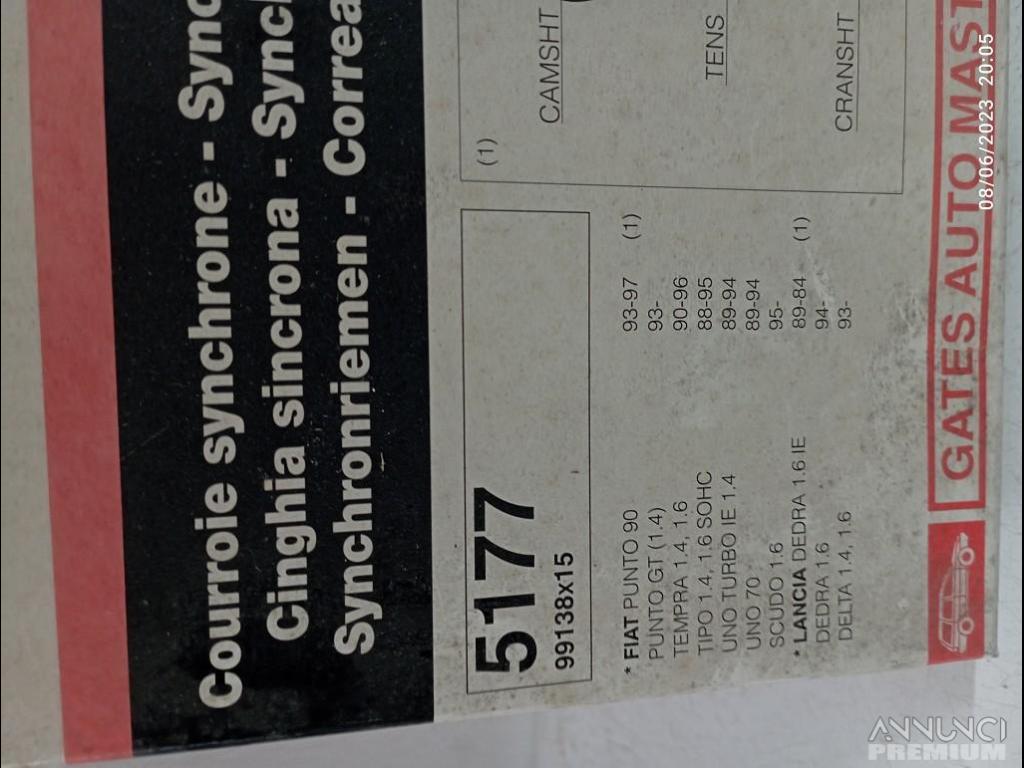 Courroie synchrone - Sync
Cinghia sincrona - Synch
Synchronriemen - Correa
5177
99138x15
* FIAT PUNTO 90 93-97 (1)
PUNTO GT (1.4) 93-
TEMPRA 1.4, 1.6 90-96
TIPO 1.4, 1.6 SOHC 88-95
UNO TURBO IE 1.4 89-94
UNO 70 89-94
SCUDO 1.6 95-
* LANCIA DEDRA 1.6 IE 89-84 (1)
DEDRA 1.6 94-
DELTA 1.4, 1.6 93-
(1)
CAMSHT
TENS
CRANSHT
GATES AUTO MAST
08/06/2023 20:05
ANNUNCI
PREMIUM